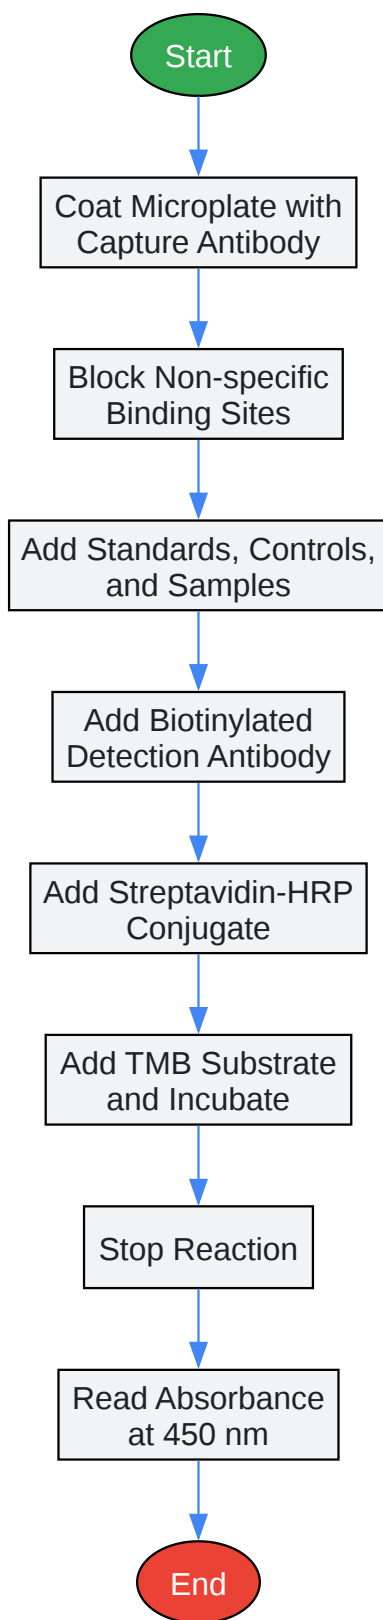 Start
Coat Microplate with
Capture Antibody
Block Non-specific
Binding Sites
Add Standards, Controls,
and Samples
Add Biotinylated
Detection Antibody
Add Streptavidin-HRP
Conjugate
Add TMB Substrate
and Incubate
Stop Reaction
Read Absorbance
at 450 nm
End